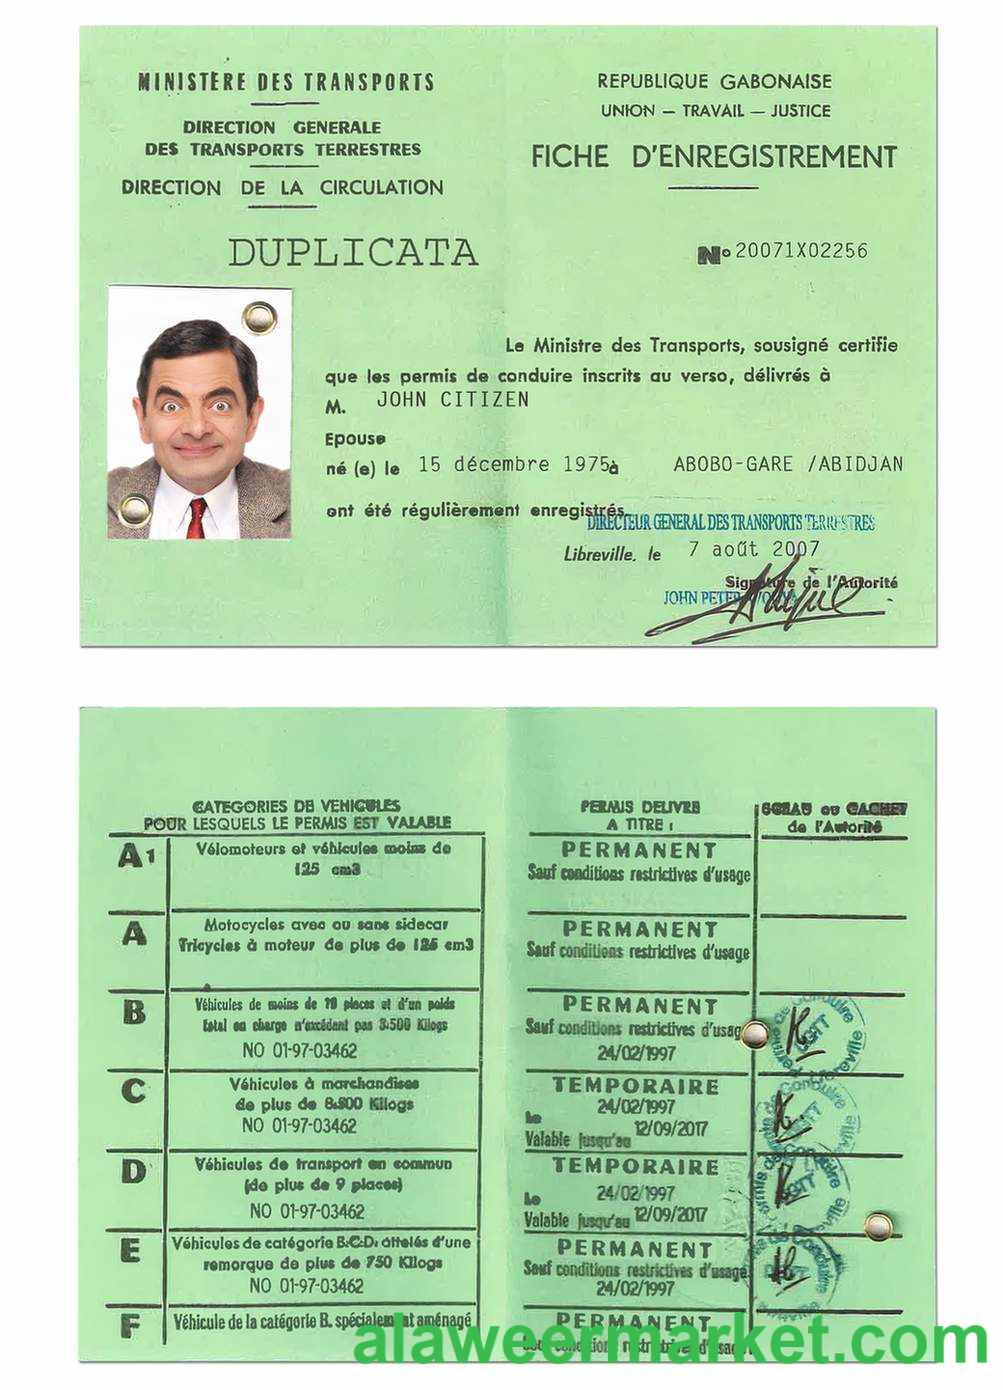 MINISTERE DES TRANSPORTS
DIRECTION GENERALE
DES TRANSPORTS TERRESTRES
DIRECTION DE LA CIRCULATION
REPUBLIQUE GABONAISE
UNION — TRAVAIL — JUSTICE
FICHE D'ENREGISTREMENT
DUPLICATA
N° 20071X02256
Le Ministre des Transports, sousigné certifie
que les permis de conduire inscrits au verso, délivrés à
M. JOHN CITIZEN
Epouse
né (e) le 15 décembre 1975 à ABOBO-GARE /ABIDJAN
ont été régulièrement enregistrés
DIRECTEUR GENERAL DES TRANSPORTS TERRESTRES
Libreville, le 7 août 2007
Signature de l'Autorité
JOHN PETER
CATEGORIES DE VEHICULES
POUR LESQUELS LE PERMIS EST VALABLE
PERMIS DELIVRE
A TITRE :
SCEAU ou CACHET
de l'Autorité
A1 Vélomoteurs et véhicules moins de
125 cm3
PERMANENT
Sauf conditions restrictives d'usage
A Motocycles avec ou sans sidecar
Tricycles à moteur de plus de 125 cm3
PERMANENT
Sauf conditions restrictives d'usage
B Véhicules de moins de 10 places et d'un poids
total en charge n'excédant pas 3.500 Kilogs
NO 01-97-03462
PERMANENT
Sauf conditions restrictives d'usag
24/02/1997
C Véhicules à marchandises
de plus de 8.500 Kilogs
NO 01-97-03462
TEMPORAIRE
Le 24/02/1997
Valable jusqu'au 12/09/2017
D Véhicules de transport en commun
(de plus de 9 places)
NO 01-97-03462
TEMPORAIRE
Le 24/02/1997
Valable jusqu'au 12/09/2017
E Véhicules de catégorie B.C.D. attelés d'une
remorque de plus de 750 Kilogs
NO 01-97-03462
PERMANENT
Sauf conditions restrictives d'usage
24/02/1997
F Véhicule de la catégorie B. spécialement aménagé
PERMANENT
alaweermarket.com